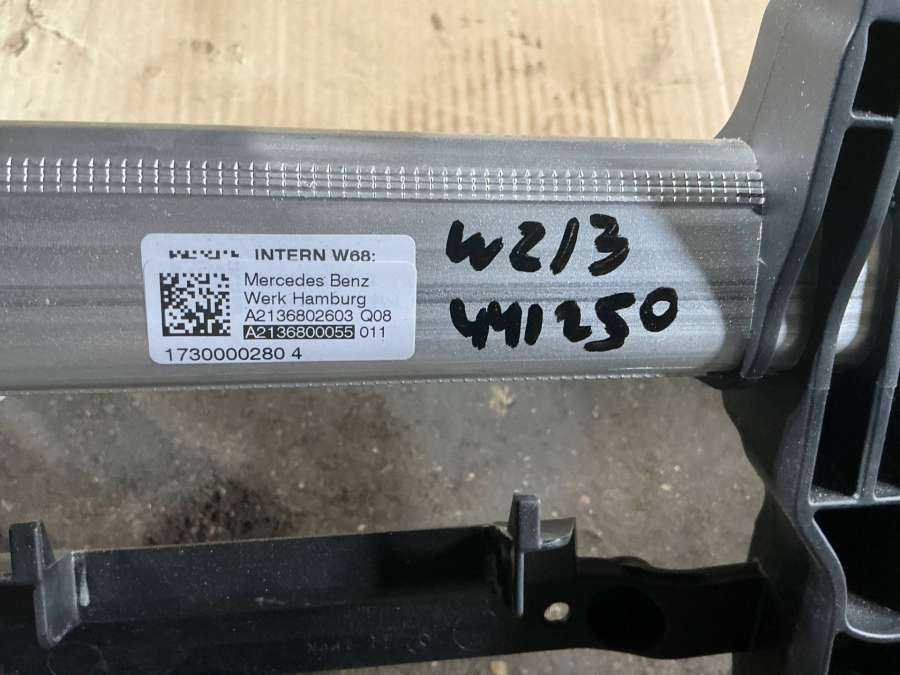 INTERN W68:
Mercedes Benz
Werk Hamburg
A2136802603 Q08
A2136800055 011
1730000280 4
W213
441250